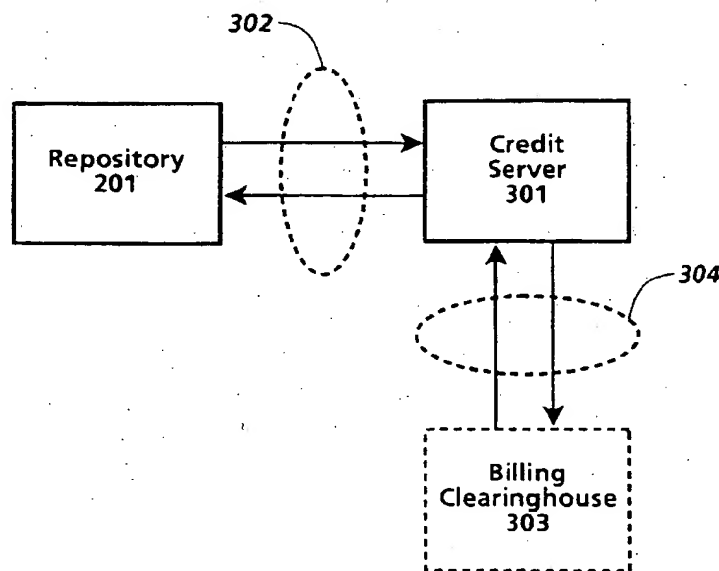 302
Repository
201
Credit
Server
301
304
Billing
Clearinghouse
303